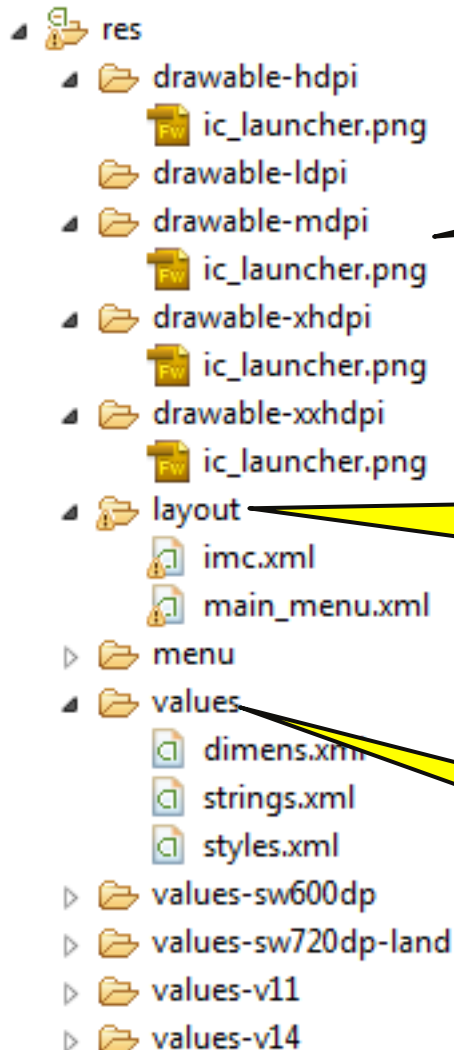 res
drawable-hdpi
ic_launcher.png
drawable-ldpi
drawable-mdpi
ic_launcher.png
drawable-xhdpi
ic_launcher.png
drawable-xxhdpi
ic_launcher.png
layout
imc.xml
main_menu.xml
menu
values
dimens.xml
strings.xml
styles.xml
values-sw600dp
values-sw720dp-land
values-v11
values-v14